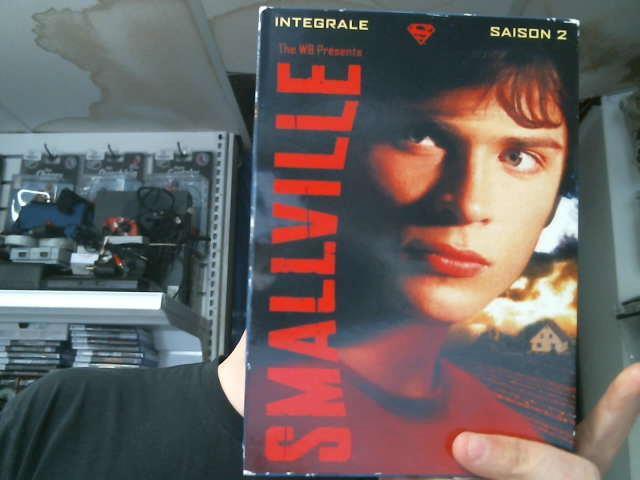 INTEGRALE
SAISON 2
The WB Presents
SMALLVILLE